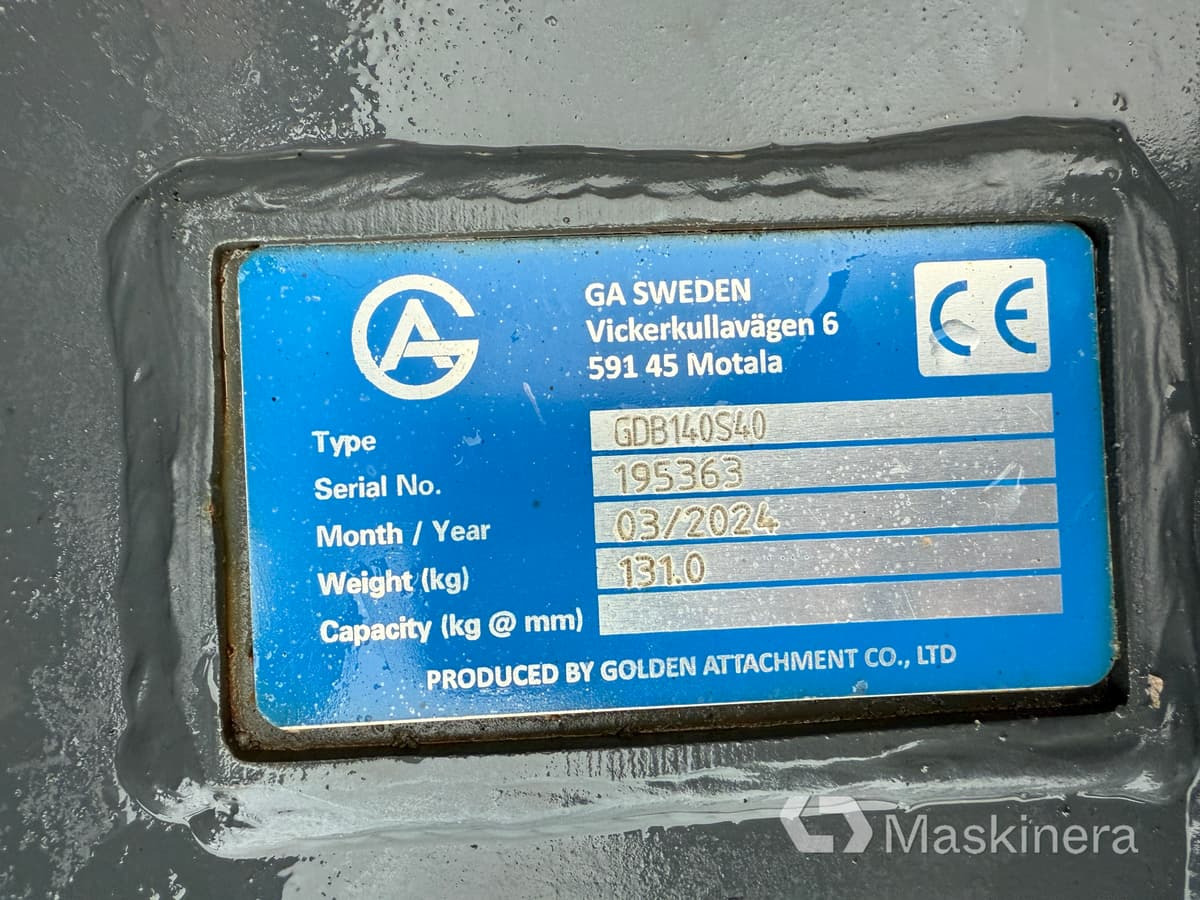 GA
GA SWEDEN
Vickerkullavägen 6
591 45 Motala
CE
Type GDB140S40
Serial No. 195363
Month / Year 03/2024
Weight (kg) 131.0
Capacity (kg @ mm)
PRODUCED BY GOLDEN ATTACHMENT CO., LTD
Maskinera